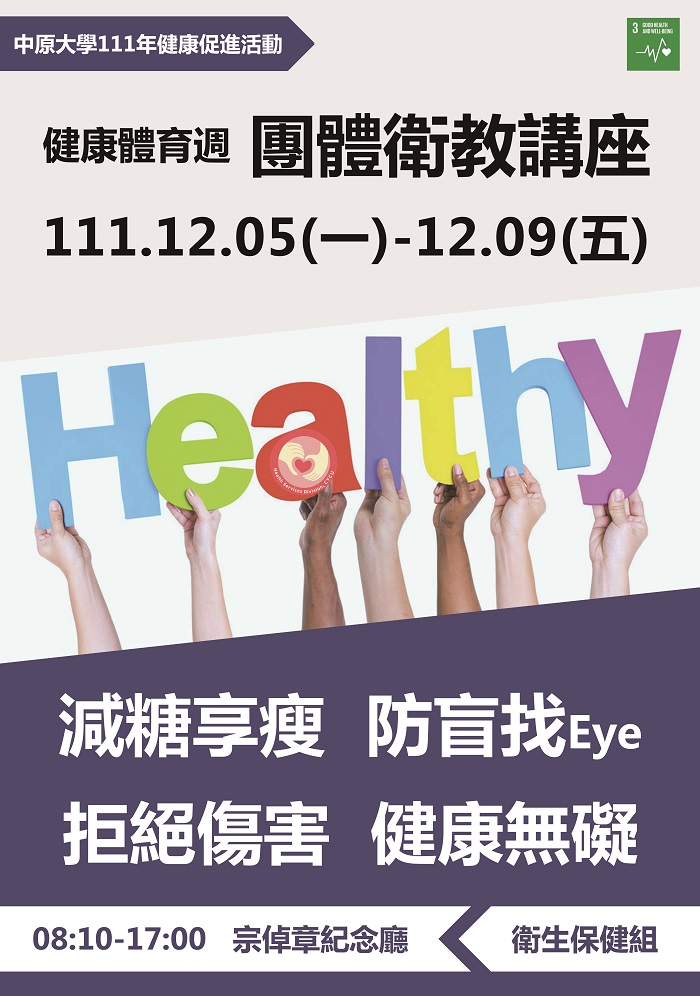 中原大學111年健康促進活動
3 GOOD HEALTH
AND WELL-BEING
健康體育週 團體衛教講座
111.12.05(一)-12.09(五)
Healthy
Health Services Division, CYCU
減糖享瘦 防盲找Eye
拒絕傷害 健康無礙
08:10-17:00 宗倬章紀念廳 衛生保健組